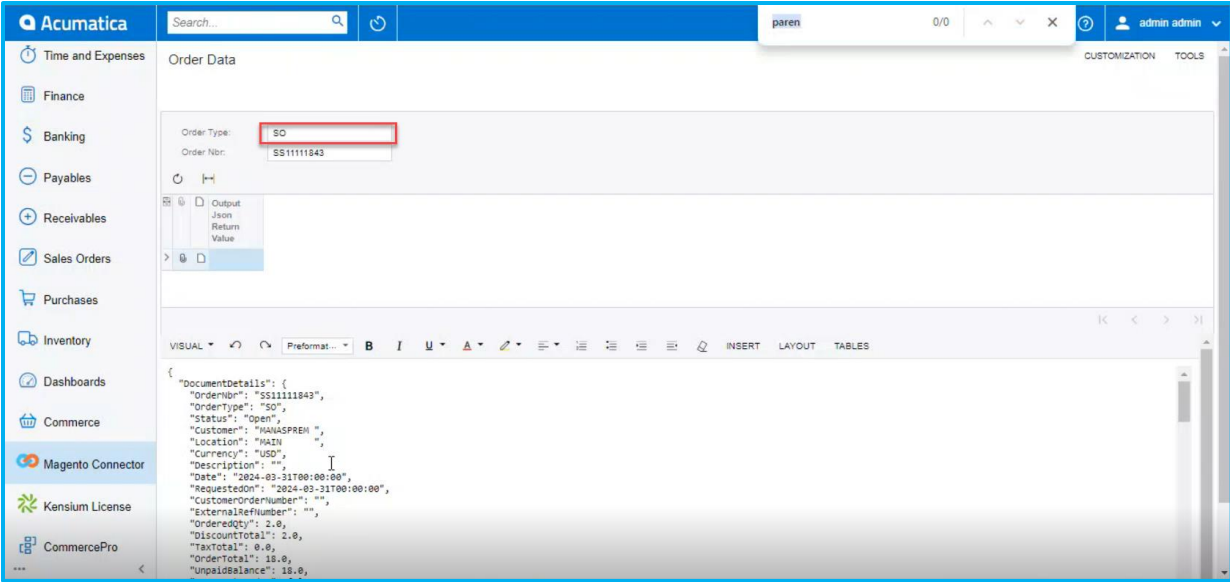 Acumatica
Search...
paren
0/0
admin admin
Time and Expenses
Order Data
CUSTOMIZATION
TOOLS
Finance
Banking
Order Type:
SO
Order Nbr:
SS11111843
Payables
Output
Json
Return
Value
Receivables
Sales Orders
Purchases
Inventory
VISUAL
Preformat...
B
I
U
A
INSERT
LAYOUT
TABLES
Dashboards
Commerce
Magento Connector
Kensium License
CommercePro
{
"DocumentDetails": {
"OrderNbr": "SS11111843",
"OrderType": "SO",
"Status": "Open",
"Customer": "MANASPREM ",
"Location": "MAIN      ",
"Currency": "USD",
"Description": "",
"Date": "2024-03-31T00:00:00",
"RequestedOn": "2024-03-31T00:00:00",
"CustomerOrderNumber": "",
"ExternalRefNumber": "",
"OrderedQty": 2.0,
"DiscountTotal": 2.0,
"TaxTotal": 0.0,
"OrderTotal": 18.0,
"UnpaidBalance": 18.0,